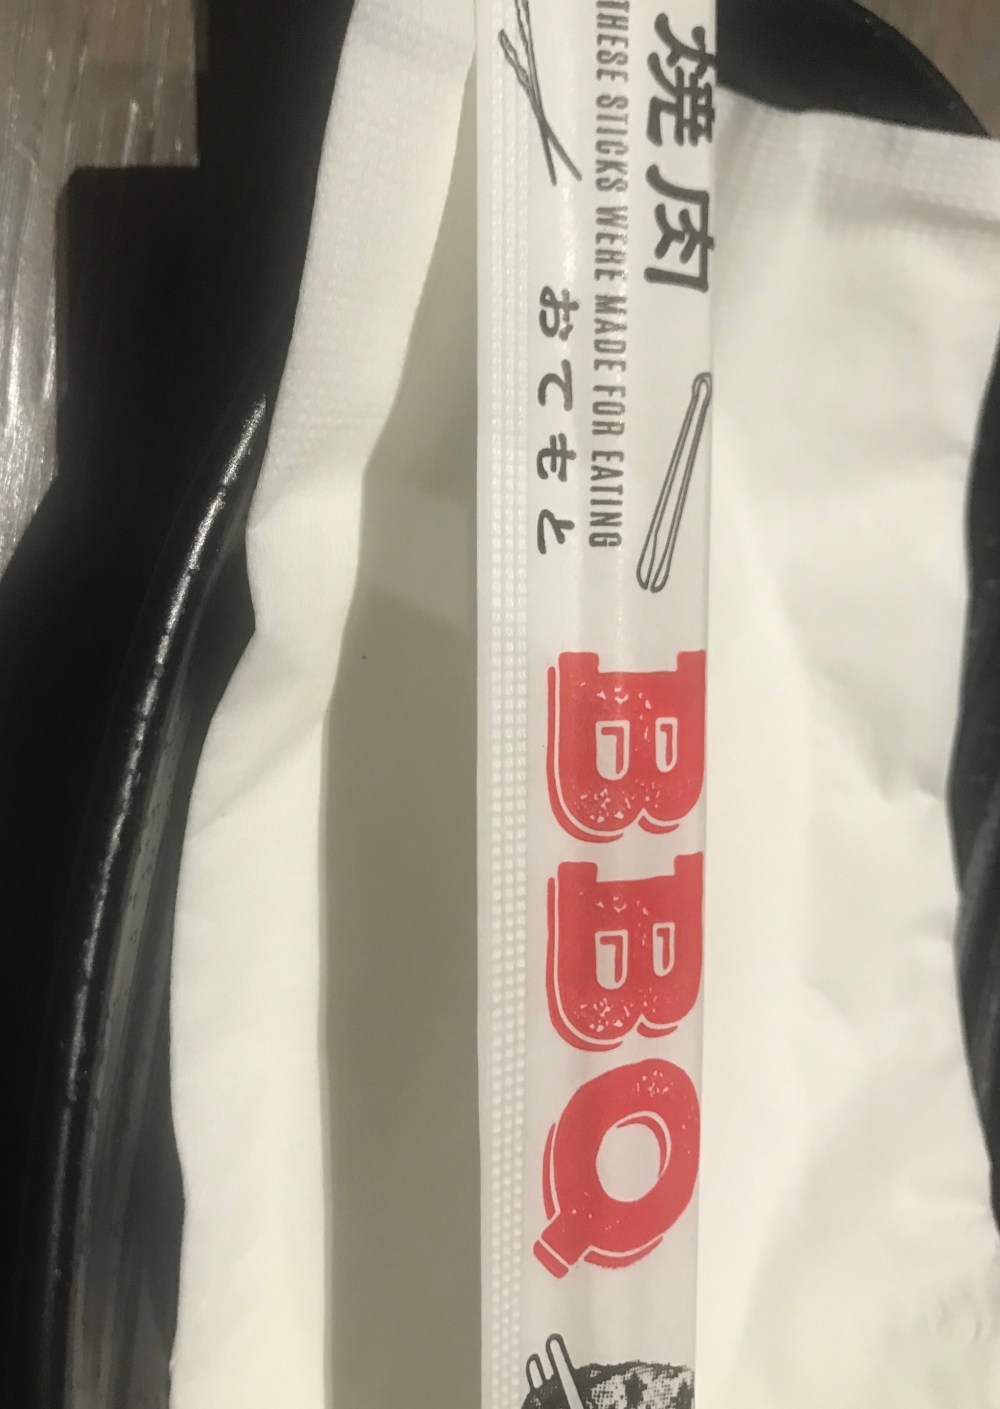 焼肉
THESE STICKS WERE MADE FOR EATING
おてもと
BBQ